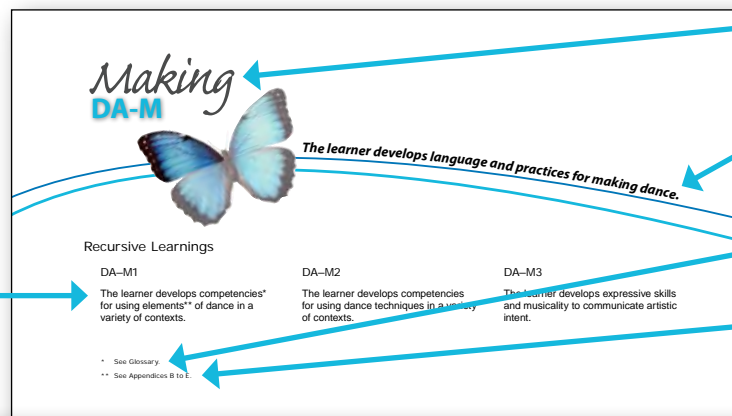 Making
DA-M
The learner develops language and practices for making dance.
Recursive Learnings
DA–M1
The learner develops competencies*
for using elements** of dance in a
variety of contexts.
DA–M2
The learner develops competencies
for using dance techniques in a variety
of contexts.
DA–M3
The learner develops expressive skills
and musicality to communicate artistic
intent.
* See Glossary.
** See Appendices B to E.